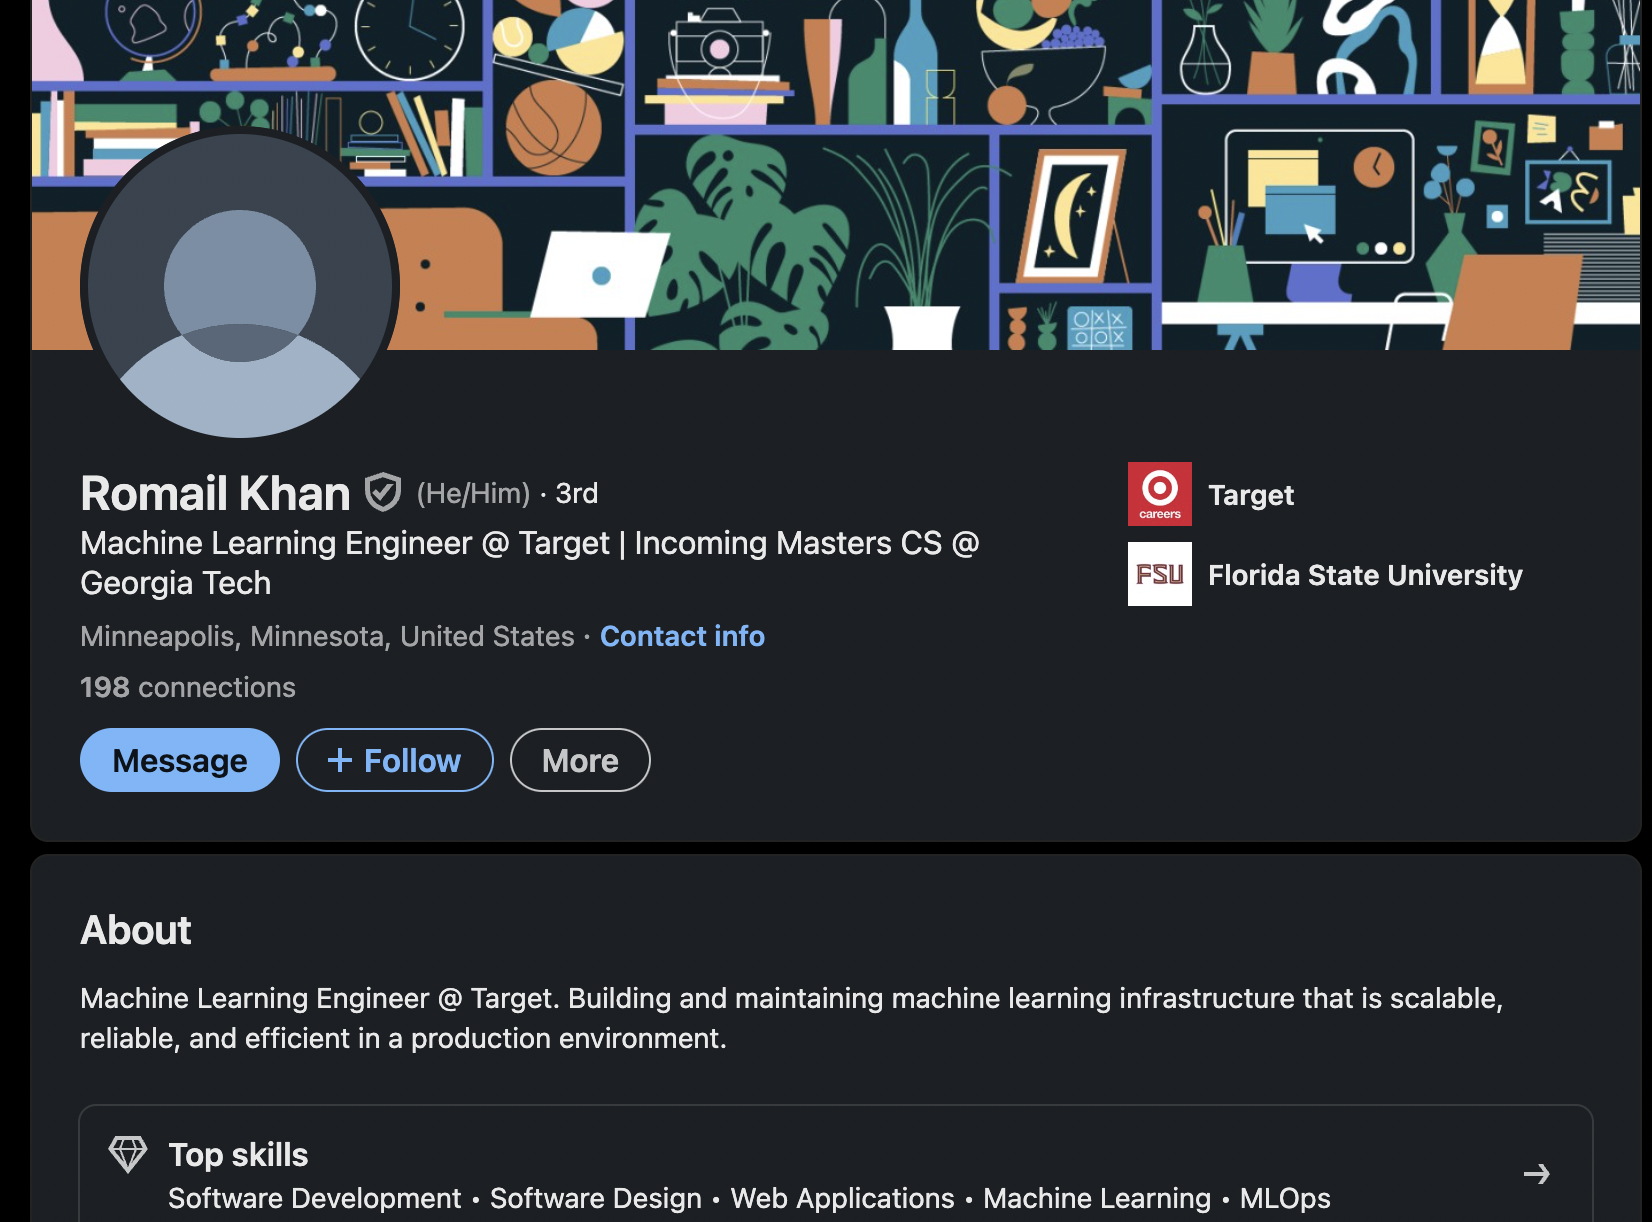 Romail Khan (He/Him) · 3rd
Machine Learning Engineer @ Target | Incoming Masters CS @
Georgia Tech
Minneapolis, Minnesota, United States · Contact info
198 connections
Message
+ Follow
More
careers
Target
FSU
Florida State University
About
Machine Learning Engineer @ Target. Building and maintaining machine learning infrastructure that is scalable,
reliable, and efficient in a production environment.
Top skills
Software Development • Software Design • Web Applications • Machine Learning • MLOps